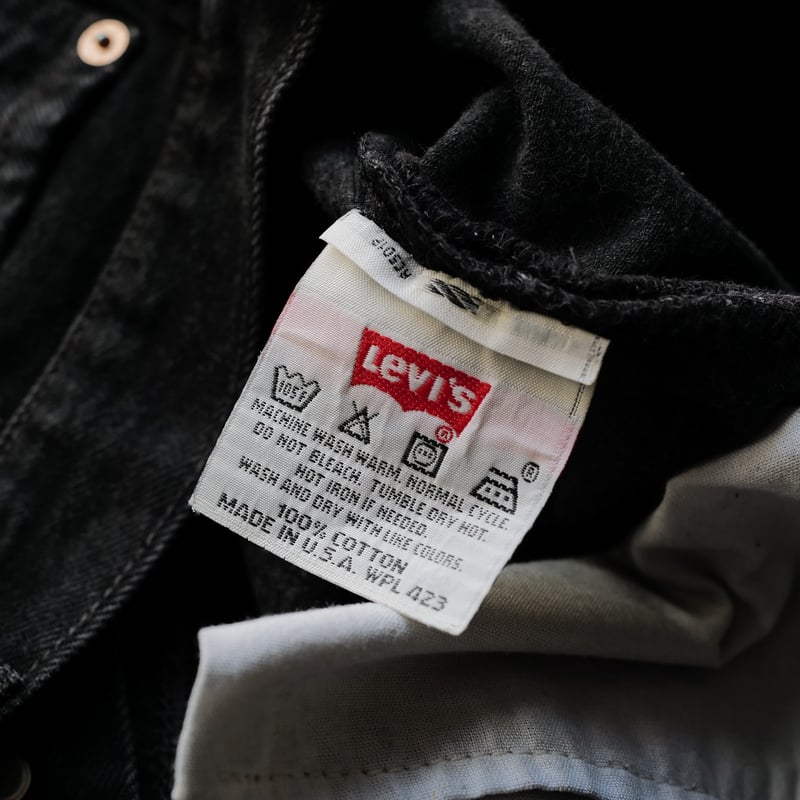 Levi's
®
105F
®
MACHINE WASH WARM. NORMAL CYCLE.
DO NOT BLEACH. TUMBLE DRY HOT.
HOT IRON IF NEEDED.
WASH AND DRY WITH LIKE COLORS.
100% COTTON
MADE IN U.S.A. WPL 423